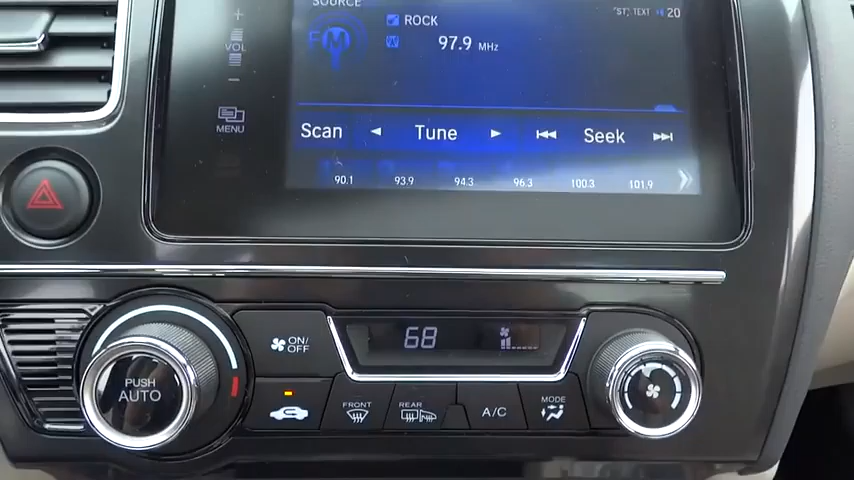 SOURCE
ROCK
"ST.: TEXT 20
VOL
FM
97.9 MHz
MENU
Scan Tune Seek
90.1 93.9 94.3 96.3 100.3 101.9
ON/
OFF
68
PUSH
AUTO
FRONT
REAR
A/C
MODE